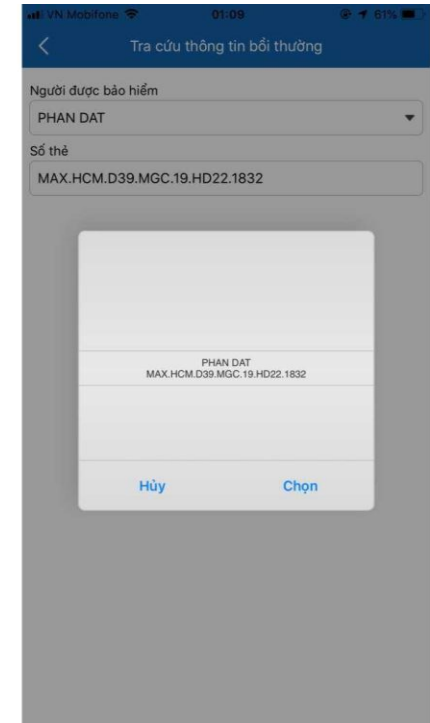 VN Mobifone 01:09 61%
Tra cứu thông tin bồi thường
Người được bảo hiểm
PHAN DAT
Số thẻ
MAX.HCM.D39.MGC.19.HD22.1832
PHAN DAT
MAX.HCM.D39.MGC.19.HD22.1832
Hủy Chọn